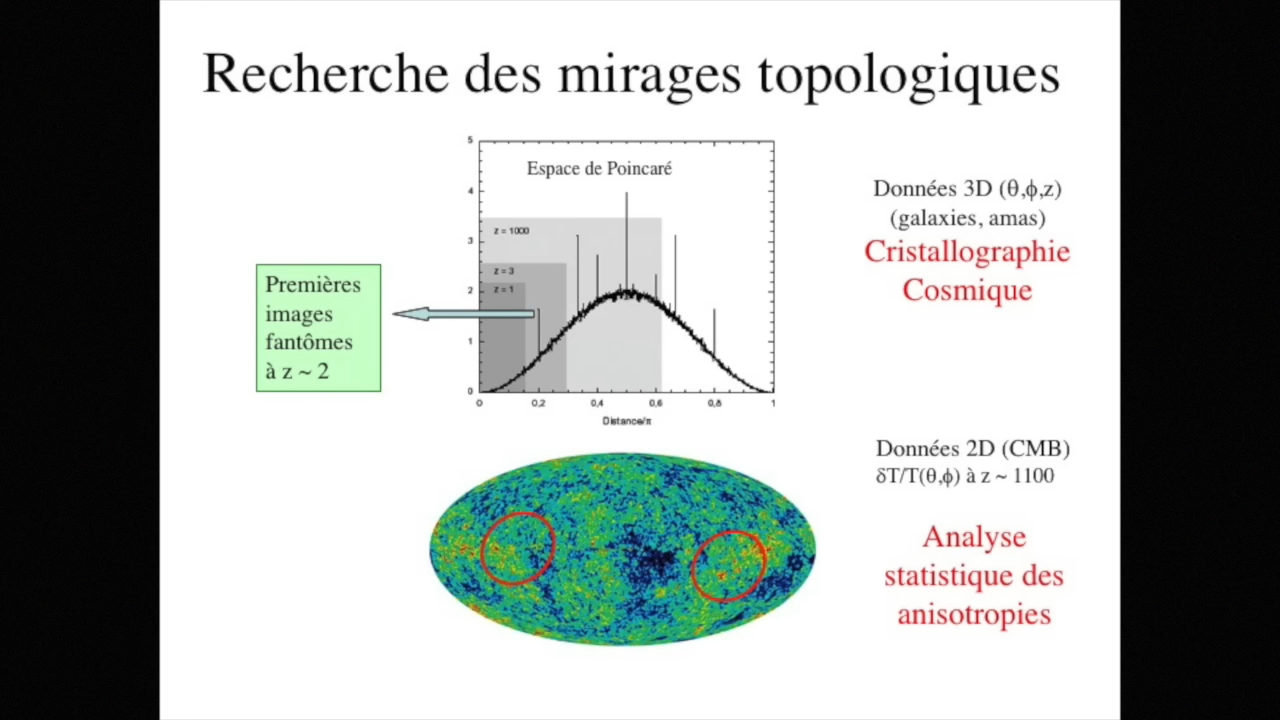 Recherche des mirages topologiques
5
Espace de Poincaré
4
z = 1000
3
z = 3
2
z = 1
1
0
0
0,2
0,4
0,6
0,8
1
Distance/π
Premières
images
fantômes
à z ~ 2
Données 3D (θ,ϕ,z)
(galaxies, amas)
Cristallographie
Cosmique
Données 2D (CMB)
δT/T(θ,ϕ) à z ~ 1100
Analyse
statistique des
anisotropies